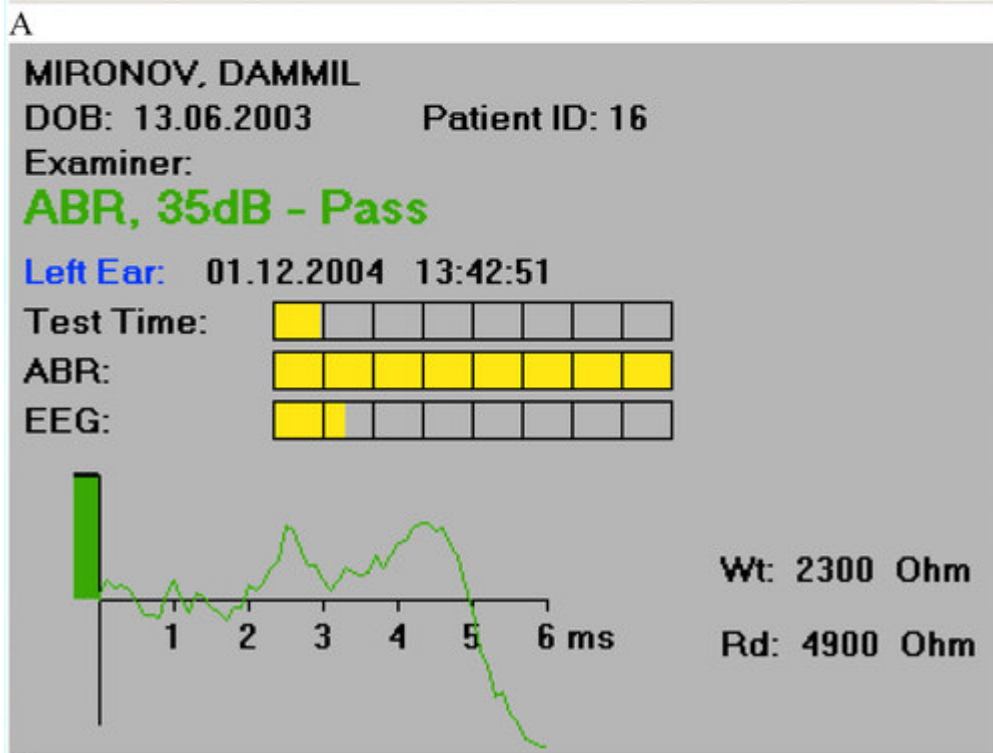 A
MIRONOV, DAMMIL
DOB: 13.06.2003 Patient ID: 16
Examiner:
ABR, 35dB - Pass
Left Ear: 01.12.2004 13:42:51
Test Time:
ABR:
EEG:
1 2 3 4 5 6 ms
Wt: 2300 Ohm
Rd: 4900 Ohm